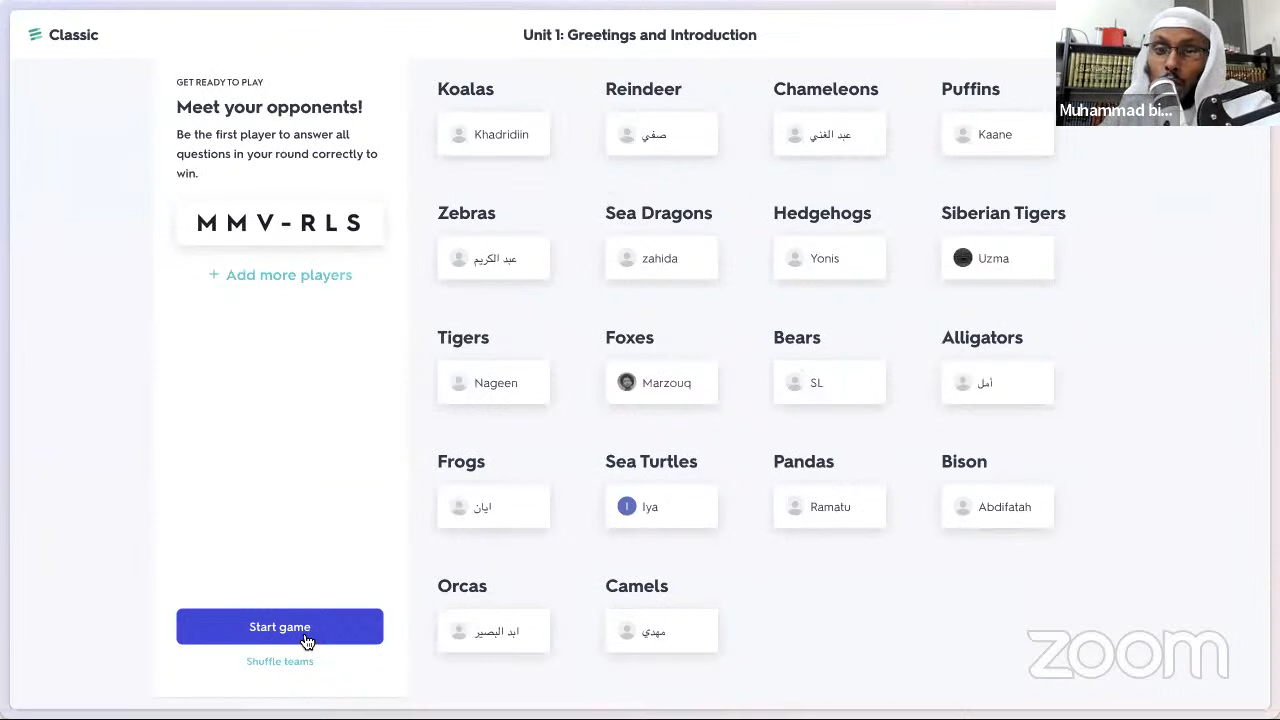 Classic
Unit 1: Greetings and Introduction
GET READY TO PLAY
Meet your opponents!
Be the first player to answer all
questions in your round correctly to
win.
MMV-RLS
+ Add more players
Start game
Shuffle teams
Koalas
Khadridiin
Reindeer
صفي
Chameleons
عبد الغني
Puffins
Kaane
Zebras
عبد الكريم
Sea Dragons
zahida
Hedgehogs
Yonis
Siberian Tigers
Uzma
Tigers
Nageen
Foxes
Marzouq
Bears
SL
Alligators
أمل
Frogs
ايان
Sea Turtles
I
Iya
Pandas
Ramatu
Bison
Abdifatah
Orcas
ابد البصير
Camels
مهدي
Muhammad bi...
zoom